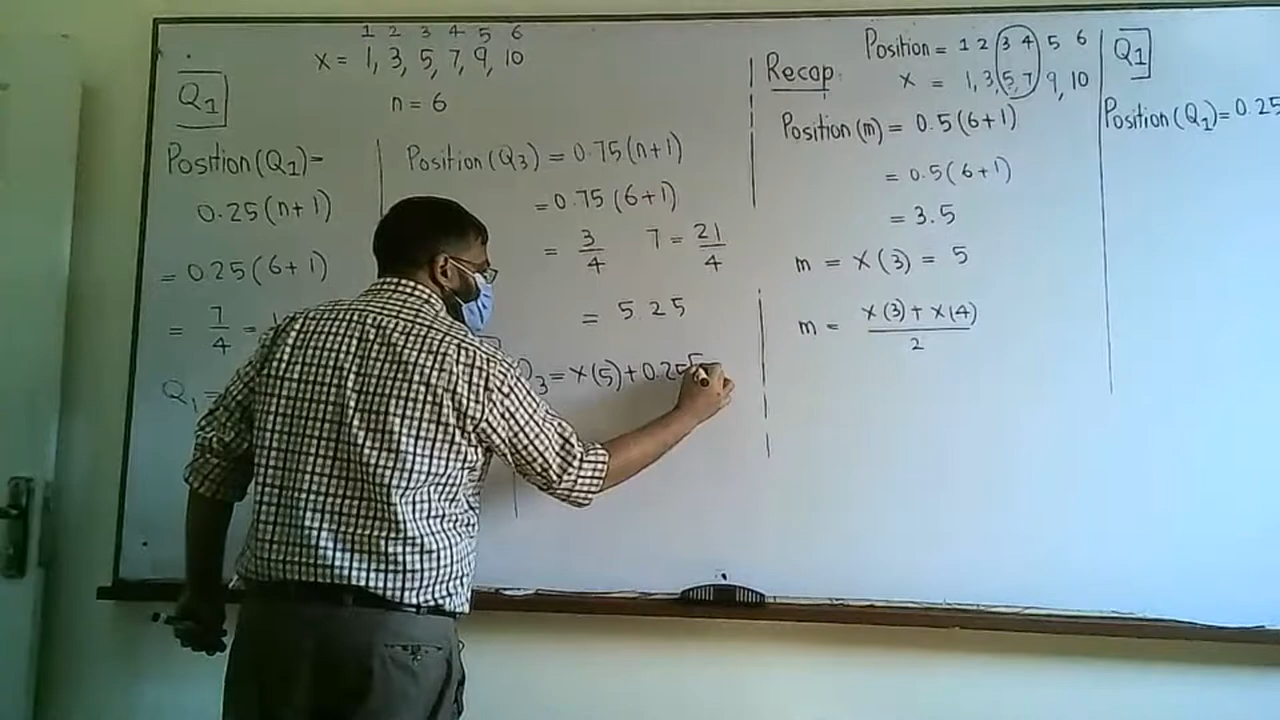 1 2 3 4 5 6
x = 1, 3, 5, 7, 9, 10
n = 6
Q1
Position (Q1) =
0.25 (n+1)
= 0.25 (6+1)
= 7/4 =
Q1 =
Position (Q3) = 0.75 (n+1)
= 0.75 (6+1)
= 3/4 7 = 21/4
= 5.25
Q3 = x(5) + 0.25
Recap:
Position = 1 2 3 4 5 6
x = 1, 3, 5, 7, 9, 10
Position (m) = 0.5 (6+1)
= 0.5 (6+1)
= 3.5
m = x(3) = 5
m = x(3) + x(4) / 2
Q1
Position (Q1) = 0.25